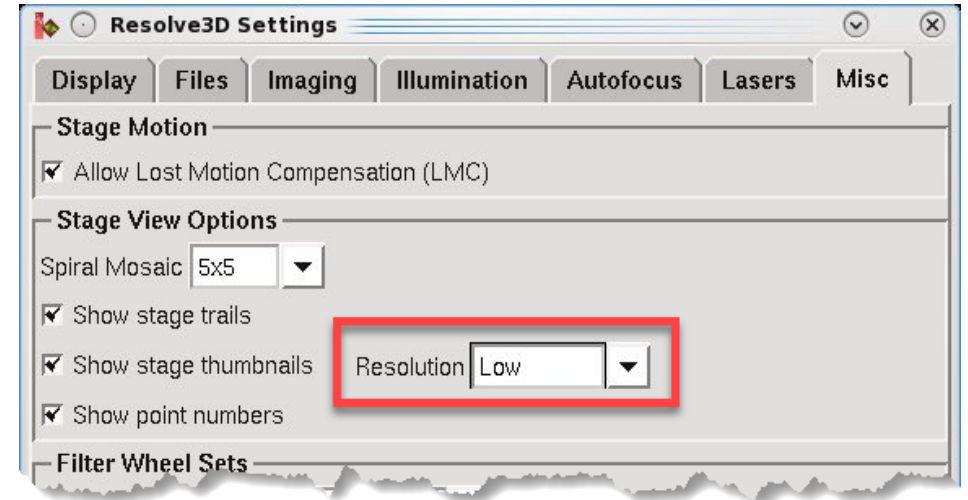 Resolve3D Settings
Display Files Imaging Illumination Autofocus Lasers Misc
Stage Motion
Allow Lost Motion Compensation (LMC)
Stage View Options
Spiral Mosaic 5x5
Show stage trails
Show stage thumbnails Resolution Low
Show point numbers
Filter Wheel Sets